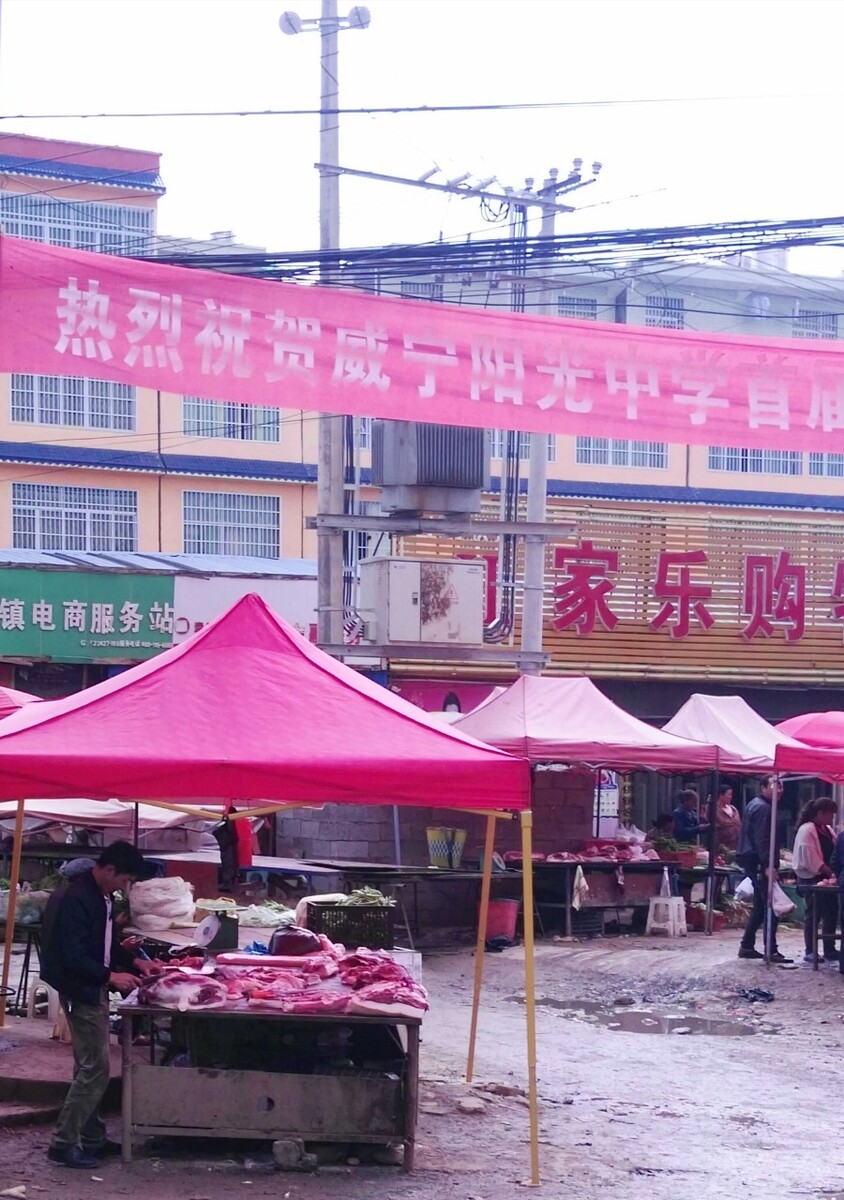 热烈祝贺威宁阳光中学首届
镇电商服务站
家乐购